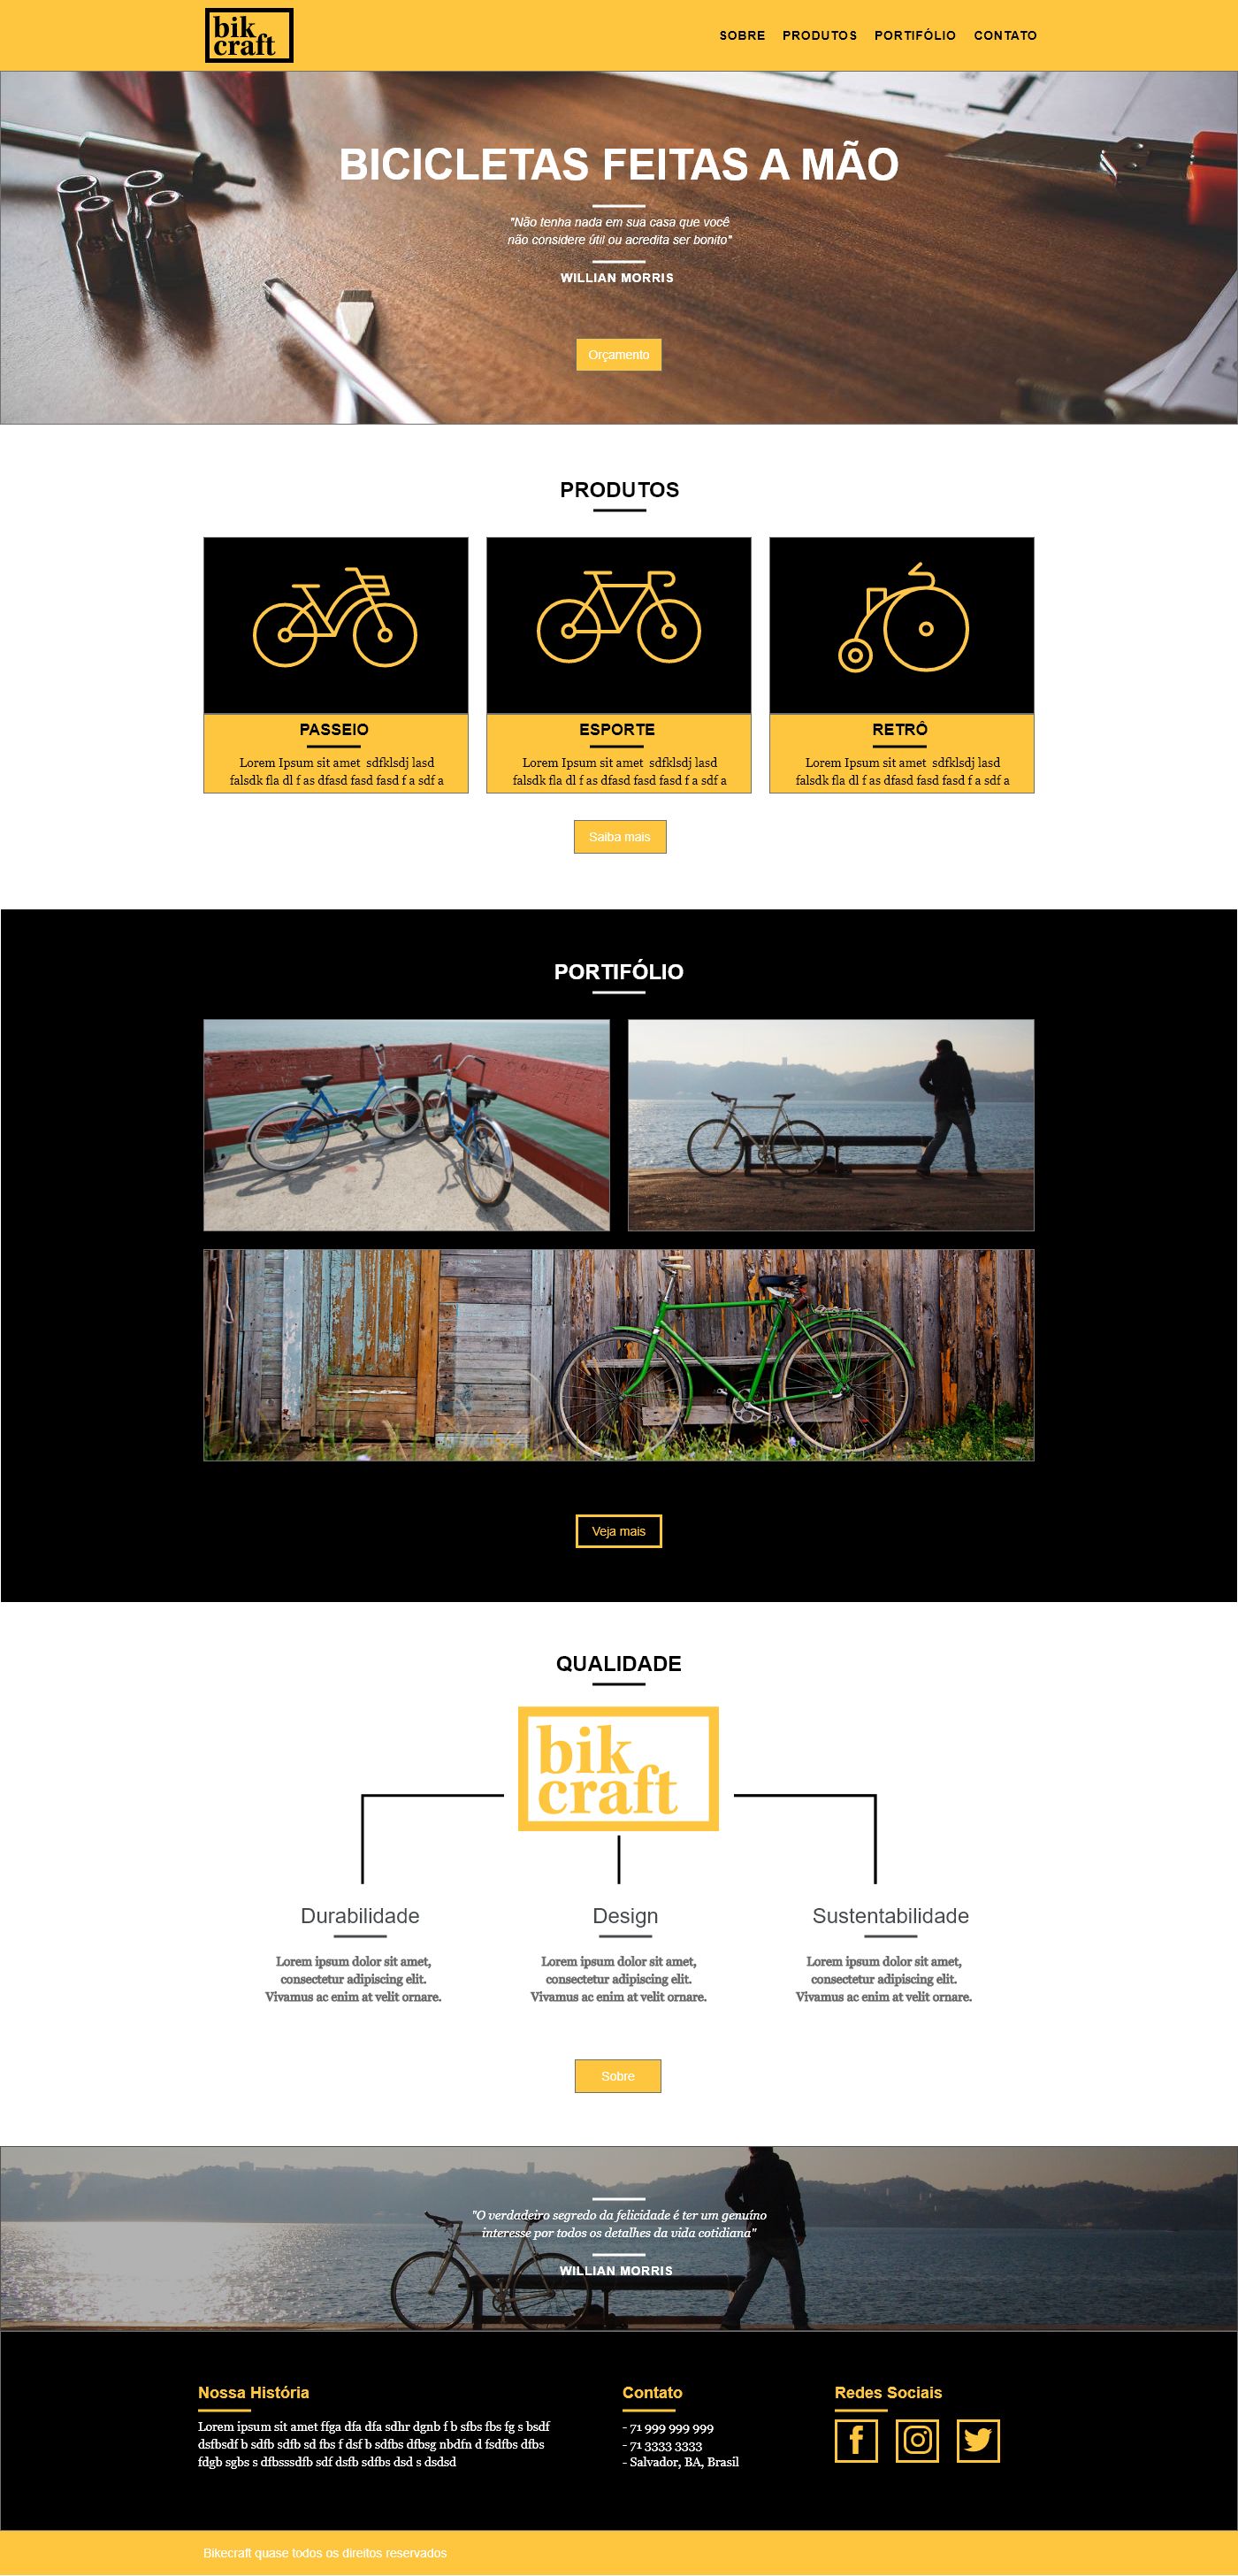 bik
craft
SOBRE PRODUTOS PORTIFÓLIO CONTATO
BICICLETAS FEITAS A MÃO
"Não tenha nada em sua casa que você
não considere útil ou acredita ser bonito"
WILLIAN MORRIS
Orçamento
PRODUTOS
PASSEIO
Lorem Ipsum sit amet sdfklsdj lasd
falsdk fla dl f as dfasd fasd fasd f a sdf a
ESPORTE
Lorem Ipsum sit amet sdfklsdj lasd
falsdk fla dl f as dfasd fasd fasd f a sdf a
RETRÔ
Lorem Ipsum sit amet sdfklsdj lasd
falsdk fla dl f as dfasd fasd fasd f a sdf a
Saiba mais
PORTIFÓLIO
Veja mais
QUALIDADE
bik
craft
Durabilidade
Lorem ipsum dolor sit amet,
consectetur adipiscing elit.
Vivamus ac enim at velit ornare.
Design
Lorem ipsum dolor sit amet,
consectetur adipiscing elit.
Vivamus ac enim at velit ornare.
Sustentabilidade
Lorem ipsum dolor sit amet,
consectetur adipiscing elit.
Vivamus ac enim at velit ornare.
Sobre
"O verdadeiro segredo da felicidade é ter um genuíno
interesse por todos os detalhes da vida cotidiana"
WILLIAN MORRIS
Nossa História
Lorem ipsum sit amet ffga dfa dfa sdhr dgnb f b sfbs fbs fg s bsdf
dsfbsdf b sdfb sdfb sd fbs f dsf b sdfbs dfbsg nbdfn d fsdfbs dfbs
fdgb sgbs s dfbsssdfb sdf dsfb sdfbs dsd s dsdsd
Contato
- 71 999 999 999
- 71 3333 3333
- Salvador, BA, Brasil
Redes Sociais
Bikecraft quase todos os direitos reservados